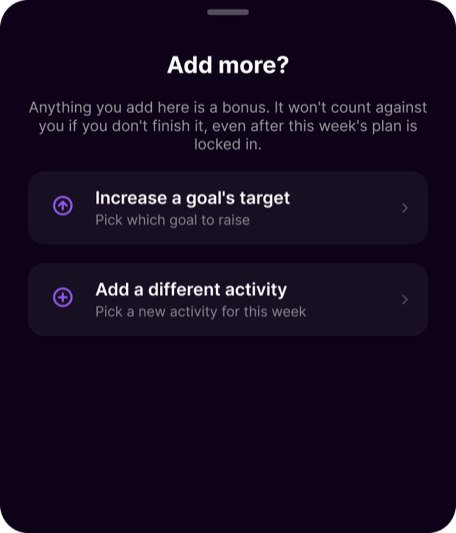 Add more?
Anything you add here is a bonus. It won't count against
you if you don't finish it, even after this week's plan is
locked in.
Increase a goal's target
Pick which goal to raise
Add a different activity
Pick a new activity for this week